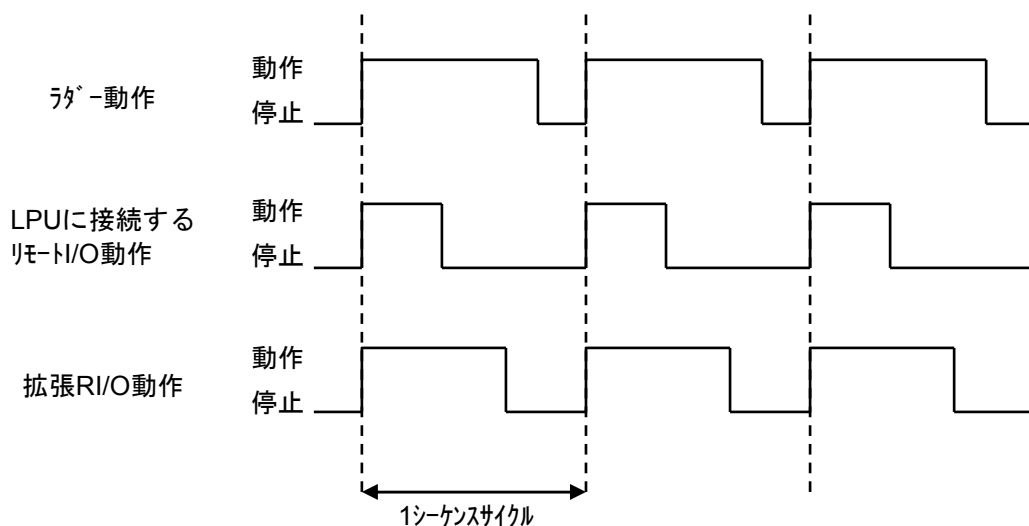 ﾗﾀﾞｰ動作
動作
停止
LPUに接続する
ﾘﾓｰﾄI/O動作
動作
停止
拡張RI/O動作
動作
停止
1ｼｰｹﾝｽｻｲｸﾙ